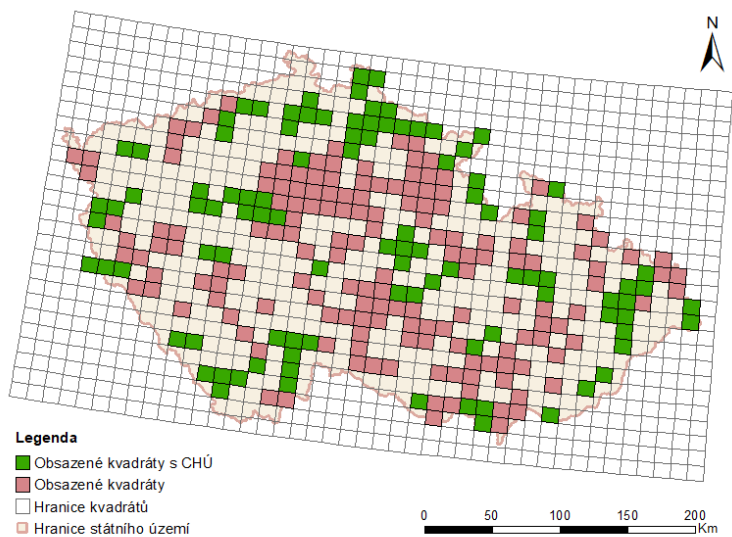 N
Legenda
Obsazené kvadráty s CHÚ
Obsazené kvadráty
Hranice kvadrátů
Hranice státního území
0 50 100 150 200
Km